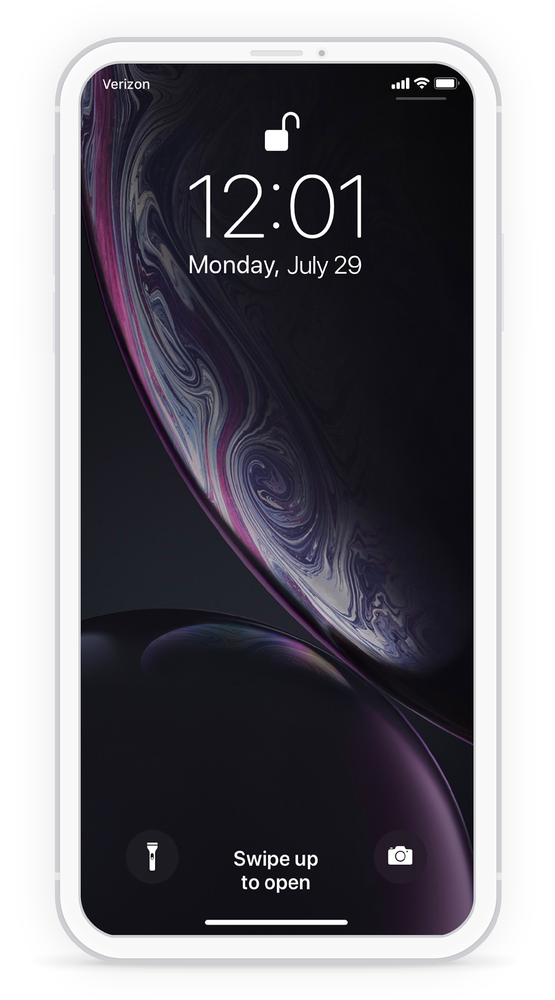 Verizon
12:01
Monday, July 29
Swipe up
to open